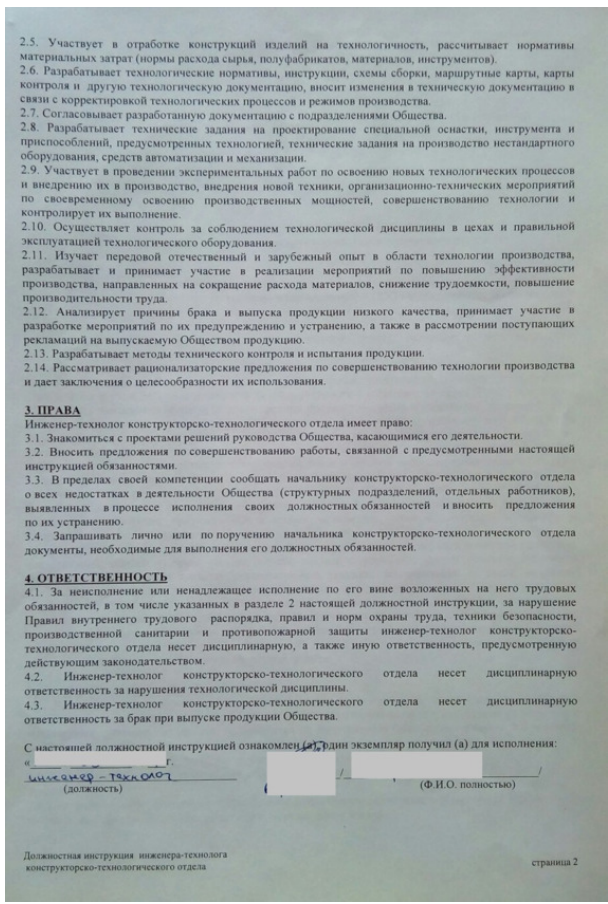 2.5. Участвует в отработке конструкций изделий на технологичность, рассчитывает нормативы
материальных затрат (нормы расхода сырья, полуфабрикатов, материалов, инструментов).
2.6. Разрабатывает технологические нормативы, инструкции, схемы сборки, маршрутные карты, карты
контроля и другую технологическую документацию, вносит изменения в техническую документацию в
связи с корректировкой технологических процессов и режимов производства.
2.7. Согласовывает разработанную документацию с подразделениями Общества.
2.8. Разрабатывает технические задания на проектирование специальной оснастки, инструмента и
приспособлений, предусмотренных технологией, технические задания на производство нестандартного
оборудования, средств автоматизации и механизации.
2.9. Участвует в проведении экспериментальных работ по освоению новых технологических процессов
и внедрению их в производство, внедрения новой техники, организационно-технических мероприятий
по своевременному освоению производственных мощностей, совершенствованию технологии и
контролирует их выполнение.
2.10. Осуществляет контроль за соблюдением технологической дисциплины в цехах и правильной
эксплуатацией технологического оборудования.
2.11. Изучает передовой отечественный и зарубежный опыт в области технологии производства,
разрабатывает и принимает участие в реализации мероприятий по повышению эффективности
производства, направленных на сокращение расхода материалов, снижение трудоемкости, повышение
производительности труда.
2.12. Анализирует причины брака и выпуска продукции низкого качества, принимает участие в
разработке мероприятий по их предупреждению и устранению, а также в рассмотрении поступающих
рекламаций на выпускаемую Обществом продукцию.
2.13. Разрабатывает методы технического контроля и испытания продукции.
2.14. Рассматривает рационализаторские предложения по совершенствованию технологии производства
и дает заключения о целесообразности их использования.
3. ПРАВА
Инженер-технолог конструкторско-технологического отдела имеет право:
3.1. Знакомиться с проектами решений руководства Общества, касающимися его деятельности.
3.2. Вносить предложения по совершенствованию работы, связанной с предусмотренными настоящей
инструкцией обязанностями.
3.3. В пределах своей компетенции сообщать начальнику конструкторско-технологического отдела
о всех недостатках в деятельности Общества (структурных подразделений, отдельных работников),
выявленных в процессе исполнения своих должностных обязанностей и вносить предложения
по их устранению.
3.4. Запрашивать лично или по поручению начальника конструкторско-технологического отдела
документы, необходимые для выполнения его должностных обязанностей.
4. ОТВЕТСТВЕННОСТЬ
4.1. За неисполнение или ненадлежащее исполнение по его вине возложенных на него трудовых
обязанностей, в том числе указанных в разделе 2 настоящей должностной инструкции, за нарушение
Правил внутреннего трудового распорядка, правил и норм охраны труда, техники безопасности,
производственной санитарии и противопожарной защиты инженер-технолог конструкторско-
технологического отдела несет дисциплинарную, а также иную ответственность, предусмотренную
действующим законодательством.
4.2. Инженер-технолог конструкторско-технологического отдела несет дисциплинарную
ответственность за нарушения технологической дисциплины.
4.3. Инженер-технолог конструкторско-технологического отдела несет дисциплинарную
ответственность за брак при выпуске продукции Общества.
С настоящей должностной инструкцией ознакомлен (а), один экземпляр получил (а) для исполнения:
« г.
инженер-технолог / /
(должность) (Ф.И.О. полностью)
Должностная инструкция инженера-технолога
конструкторско-технологического отдела
страница 2